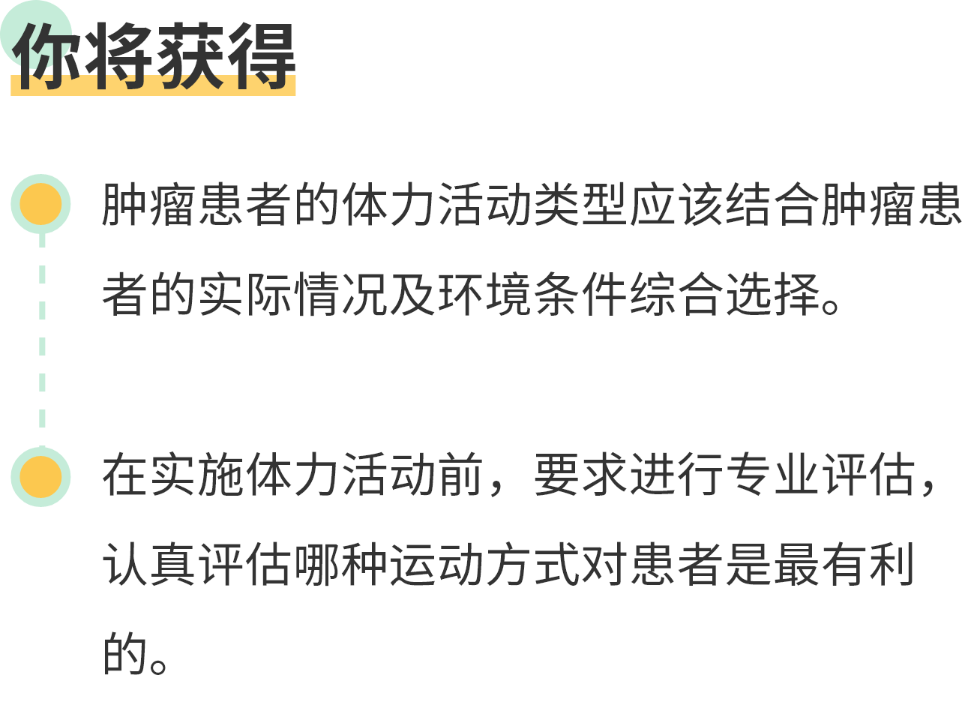 你将获得
肿瘤患者的体力活动类型应该结合肿瘤患
者的实际情况及环境条件综合选择。
在实施体力活动前，要求进行专业评估，
认真评估哪种运动方式对患者是最有利
的。